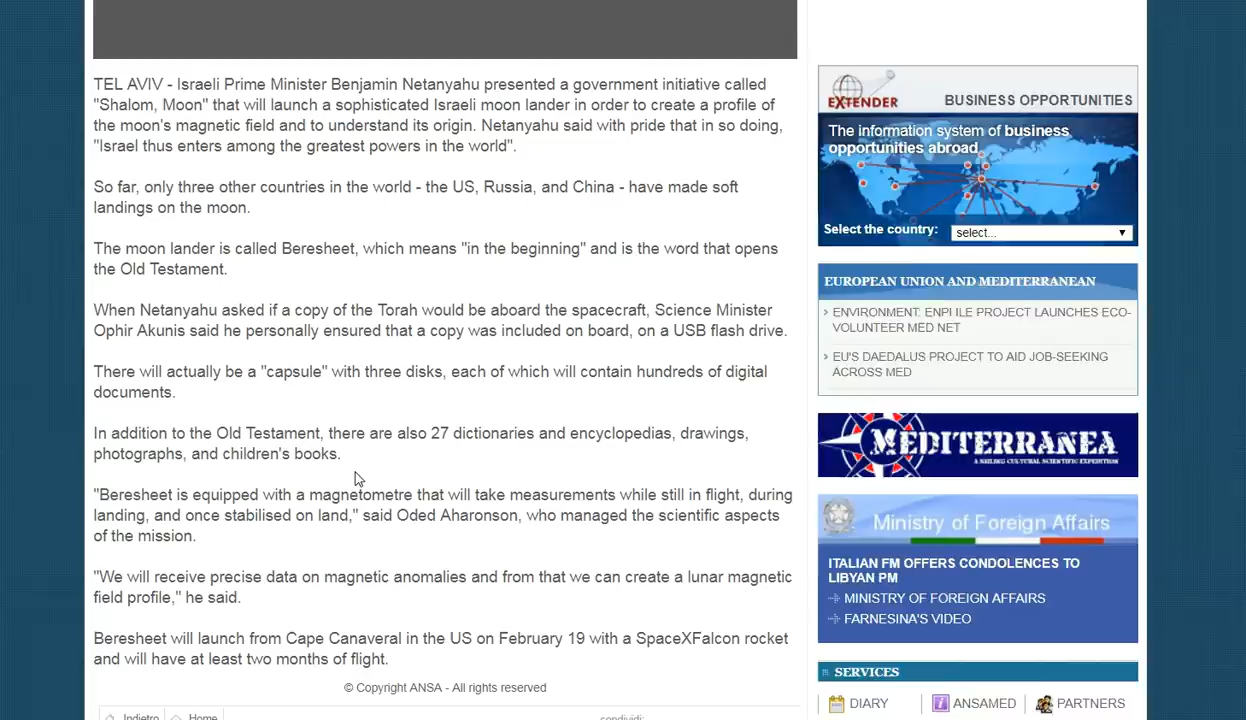 TEL AVIV - Israeli Prime Minister Benjamin Netanyahu presented a government initiative called
"Shalom, Moon" that will launch a sophisticated Israeli moon lander in order to create a profile of
the moon's magnetic field and to understand its origin. Netanyahu said with pride that in so doing,
"Israel thus enters among the greatest powers in the world".
So far, only three other countries in the world - the US, Russia, and China - have made soft
landings on the moon.
The moon lander is called Beresheet, which means "in the beginning" and is the word that opens
the Old Testament.
When Netanyahu asked if a copy of the Torah would be aboard the spacecraft, Science Minister
Ophir Akunis said he personally ensured that a copy was included on board, on a USB flash drive.
There will actually be a "capsule" with three disks, each of which will contain hundreds of digital
documents.
In addition to the Old Testament, there are also 27 dictionaries and encyclopedias, drawings,
photographs, and children's books.
"Beresheet is equipped with a magnetometre that will take measurements while still in flight, during
landing, and once stabilised on land," said Oded Aharonson, who managed the scientific aspects
of the mission.
"We will receive precise data on magnetic anomalies and from that we can create a lunar magnetic
field profile," he said.
Beresheet will launch from Cape Canaveral in the US on February 19 with a SpaceXFalcon rocket
and will have at least two months of flight.
© Copyright ANSA - All rights reserved
Indietro Home
condividi:
EXTENDER BUSINESS OPPORTUNITIES
The information system of business
opportunities abroad
Select the country: select...
EUROPEAN UNION AND MEDITERRANEAN
ENVIRONMENT: ENPI ILE PROJECT LAUNCHES ECO-
VOLUNTEER MED NET
EU'S DAEDALUS PROJECT TO AID JOB-SEEKING
ACROSS MED
MEDITERRANEA
A SAILING CULTURAL SCIENTIFIC EXPEDITION
Ministry of Foreign Affairs
ITALIAN FM OFFERS CONDOLENCES TO
LIBYAN PM
MINISTRY OF FOREIGN AFFAIRS
FARNESINA'S VIDEO
SERVICES
DIARY ANSAMED PARTNERS